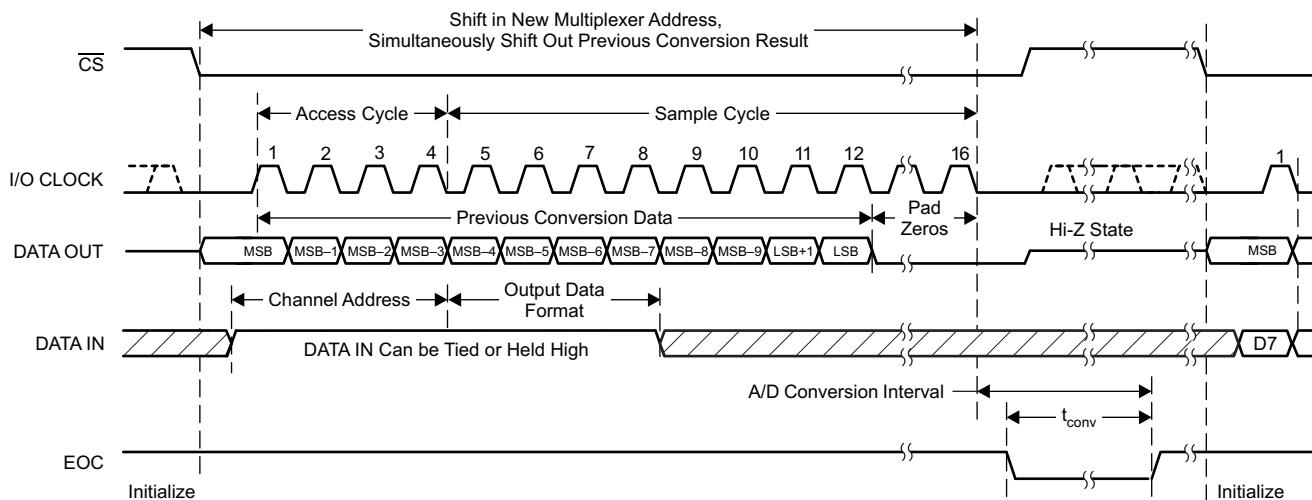 Shift in New Multiplexer Address,
Simultaneously Shift Out Previous Conversion Result
CS
Access Cycle
Sample Cycle
1 2 3 4 5 6 7 8 9 10 11 12 16 1
I/O CLOCK
Previous Conversion Data
Pad
Zeros
Hi-Z State
DATA OUT
MSB MSB–1 MSB–2 MSB–3 MSB–4 MSB–5 MSB–6 MSB–7 MSB–8 MSB–9 LSB+1 LSB MSB
Channel Address
Output Data
Format
DATA IN
DATA IN Can be Tied or Held High
D7
A/D Conversion Interval
tconv
EOC
Initialize
Initialize